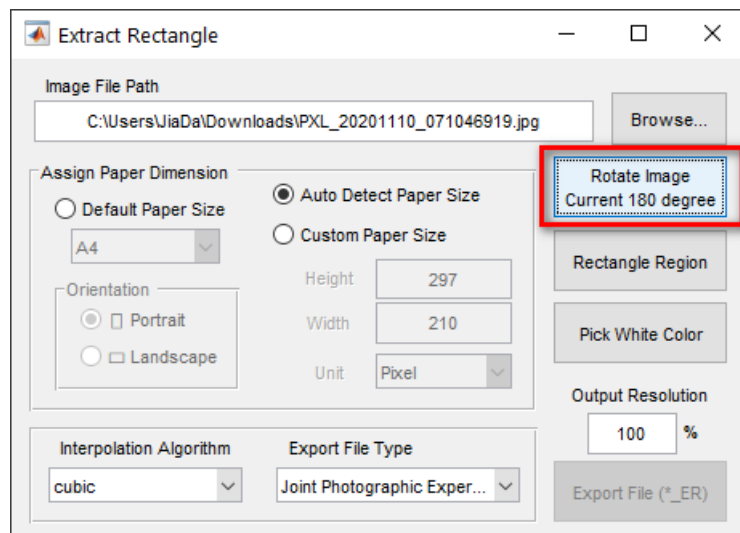 Extract Rectangle
Image File Path
C:\Users\JiaDa\Downloads\PXL_20201110_071046919.jpg
Browse...
Assign Paper Dimension
Default Paper Size
A4
Orientation
Portrait
Landscape
Auto Detect Paper Size
Custom Paper Size
Height 297
Width 210
Unit Pixel
Rotate Image
Current 180 degree
Rectangle Region
Pick White Color
Output Resolution
100 %
Interpolation Algorithm
cubic
Export File Type
Joint Photographic Exper...
Export File (*_ER)